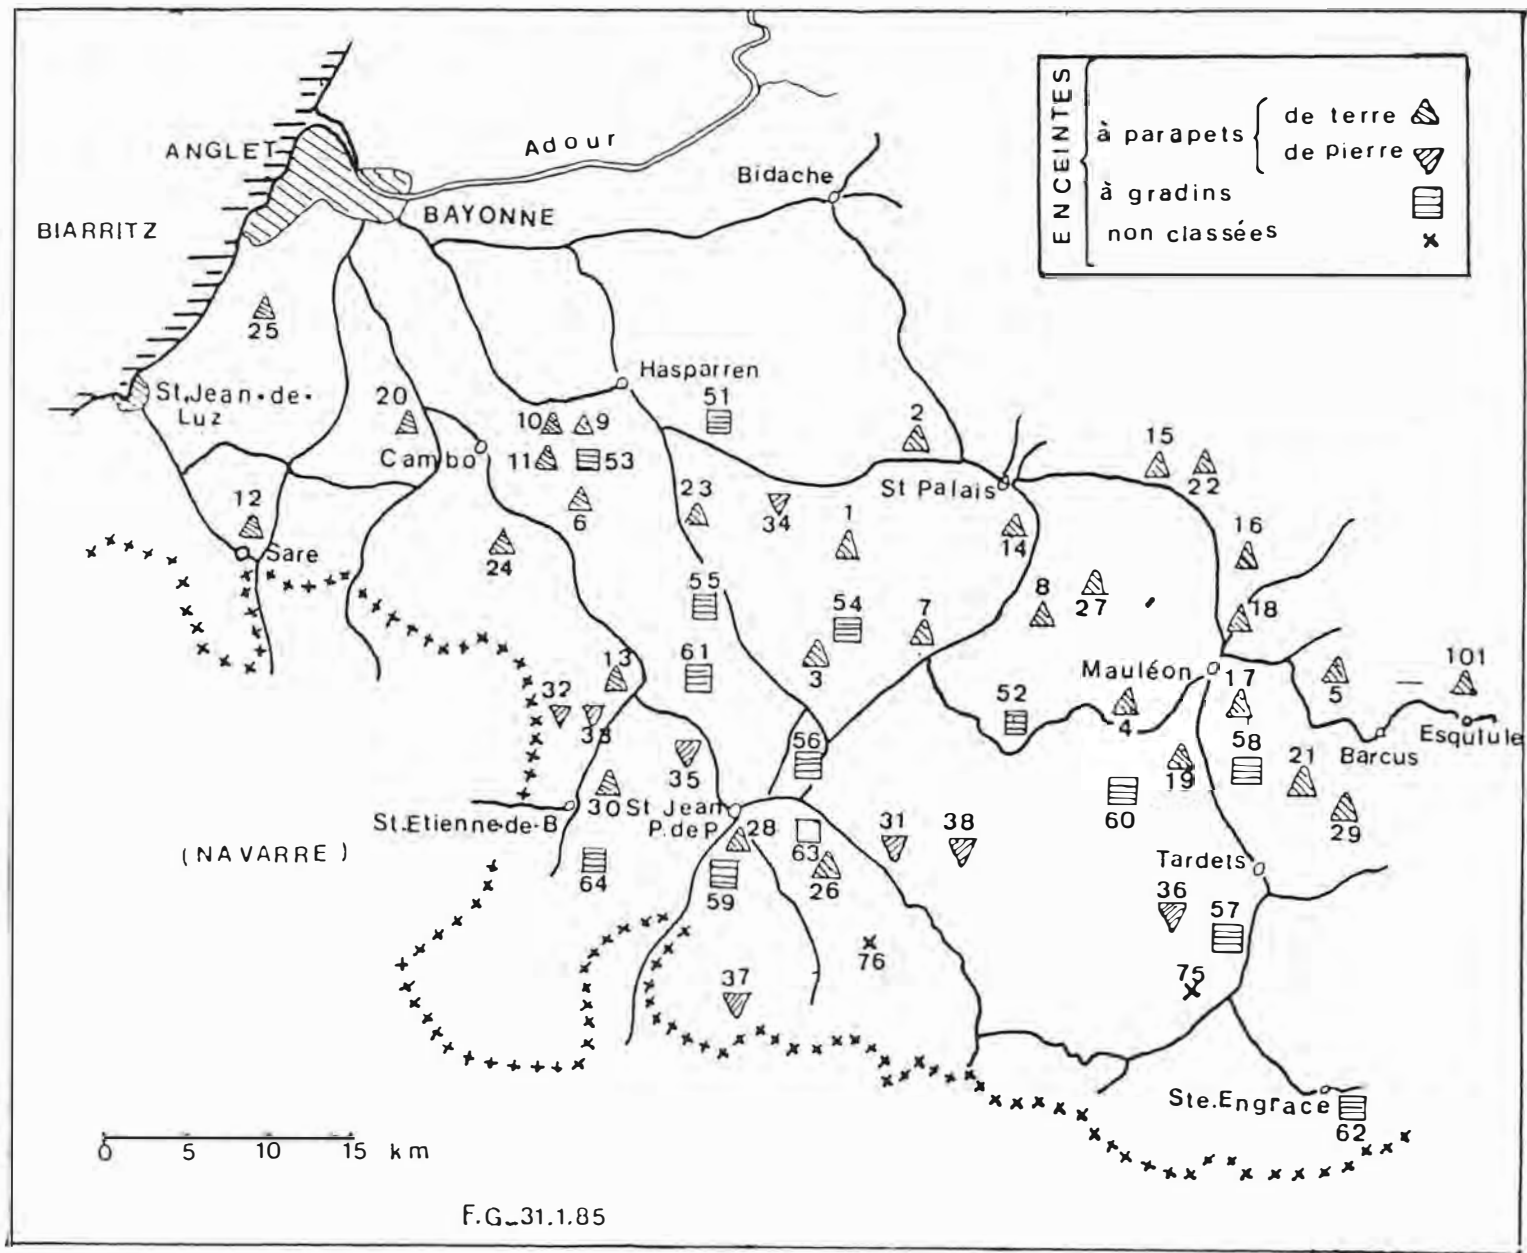 ENCEINTES
à parapets
de terre
de pierre
à gradins
non classées
Adour
ANGLET
Bidache
BAYONNE
BIARRITZ
25
Hasparren
St.Jean-de-
Luz
20
51
10
9
2
15
Cambo
11
53
22
St Palais
12
6
23
34
1
16
Sare
24
14
55
54
8
27
7
18
13
61
3
Mauléon
17
5
101
32
33
52
4
Esquiule
56
58
Barcus
35
19
21
30
St Jean
P. de P.
60
St.Etienne-de-B
28
63
31
38
29
(NAVARRE)
Tardets
64
59
26
36
57
76
75
37
Ste.Engrace
62
0 5 10 15 km
F.G_31.1.85